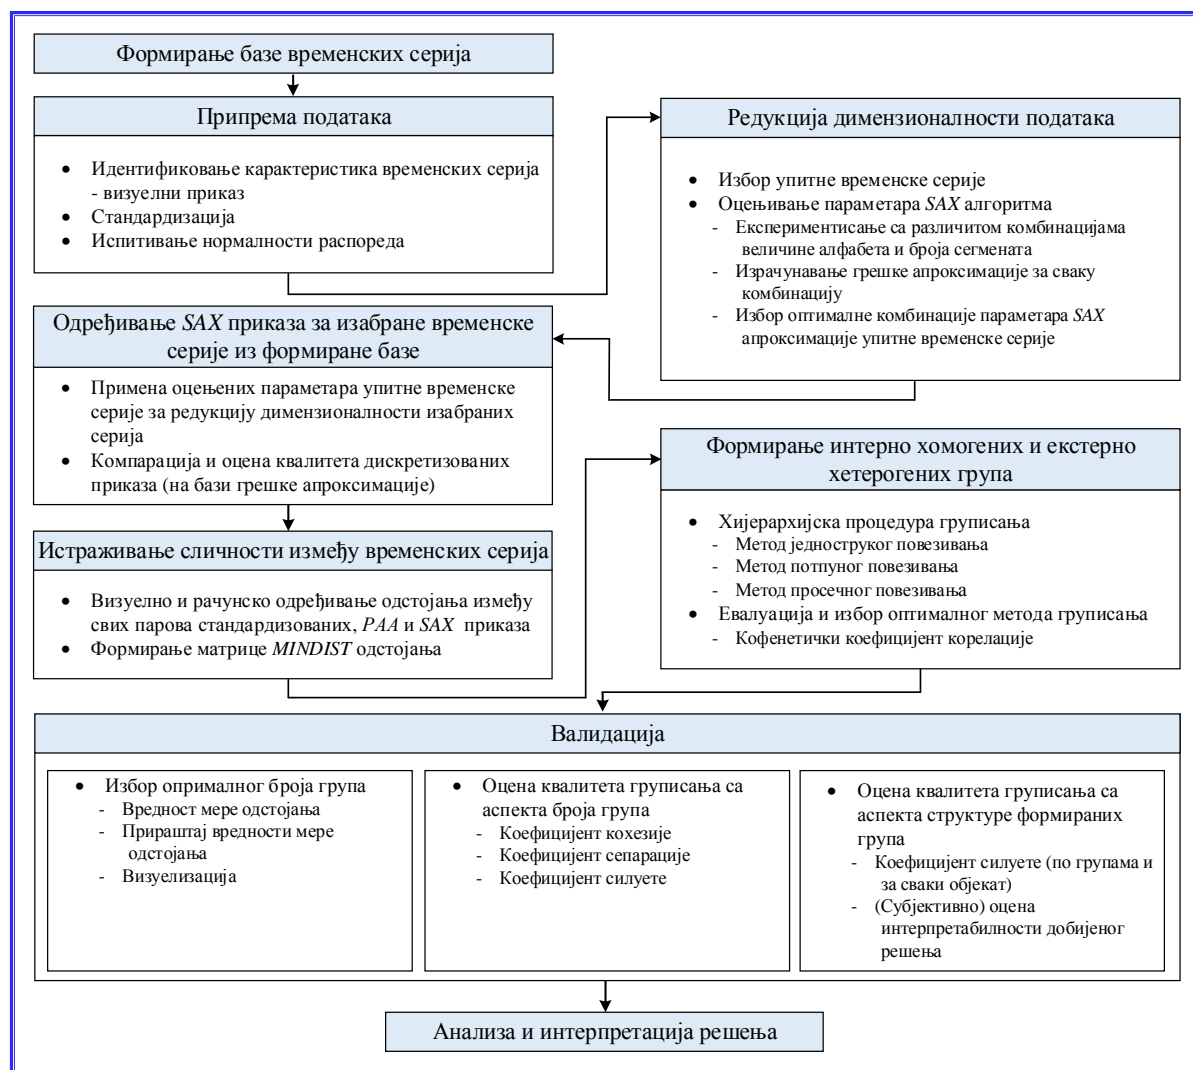 Формирање базе временских серија
Припрема података
• Идентификовање карактеристика временских серија
- визуелни приказ
• Стандардизација
• Испитивање нормалности распореда
Редукција димензионалности података
• Избор упитне временске серије
• Оцењивање параметара SAX алгоритма
- Експериментисање са различитом комбинацијама
величине алфабета и броја сегмената
- Израчунавање грешке апроксимације за сваку
комбинацију
- Избор оптималне комбинације параметара SAX
апроксимације упитне временске серије
Одређивање SAX приказа за изабране временске
серије из формиране базе
• Примена оцењених параметара упитне временске
серије за редукцију димензионалности изабраних
серија
• Компарација и оцена квалитета дискретизованих
приказа (на бази грешке апроксимације)
Истраживање сличности између временских серија
• Визуелно и рачунско одређивање одстојања између
свих парова стандардизованих, PAA и SAX приказа
• Формирање матрице MINDIST одстојања
Формирање интерно хомогених и екстерно
хетерогених група
• Хијерархијска процедура груписања
- Метод једноструког повезивања
- Метод потпуног повезивања
- Метод просечног повезивања
• Евалуација и избор оптималног метода груписања
- Кофенетички коефицијент корелације
Валидација
• Избор опрималног броја група
- Вредност мере одстојања
- Прираштај вредности мере
одстојања
- Визуелизација
• Оцена квалитета груписања са
аспекта броја група
- Коефицијент кохезије
- Коефицијент сепарације
- Коефицијент силуете
• Оцена квалитета груписања са
аспекта структуре формираних
група
- Коефицијент силуете (по групама и
за сваки објекат)
- (Субјективно) оцена
интерпретабилности добијеног
решења
Анализа и интерпретација решења